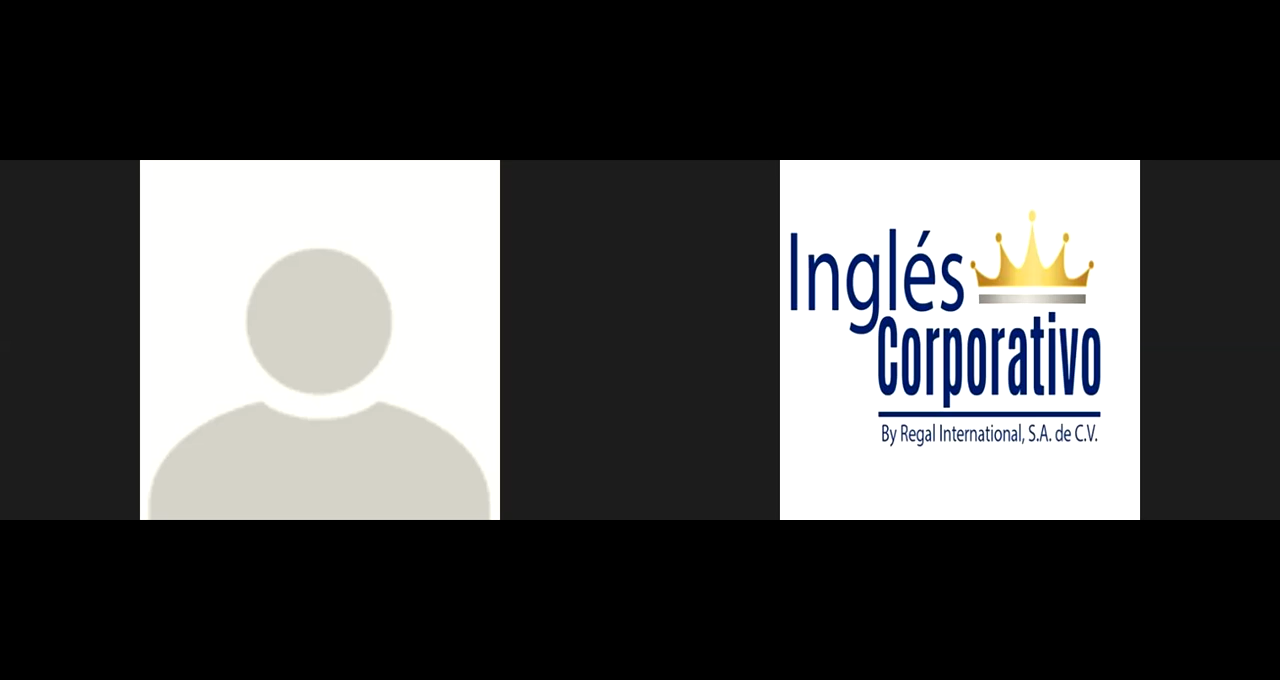 Inglés
Corporativo
By Regal International, S.A. de C.V.